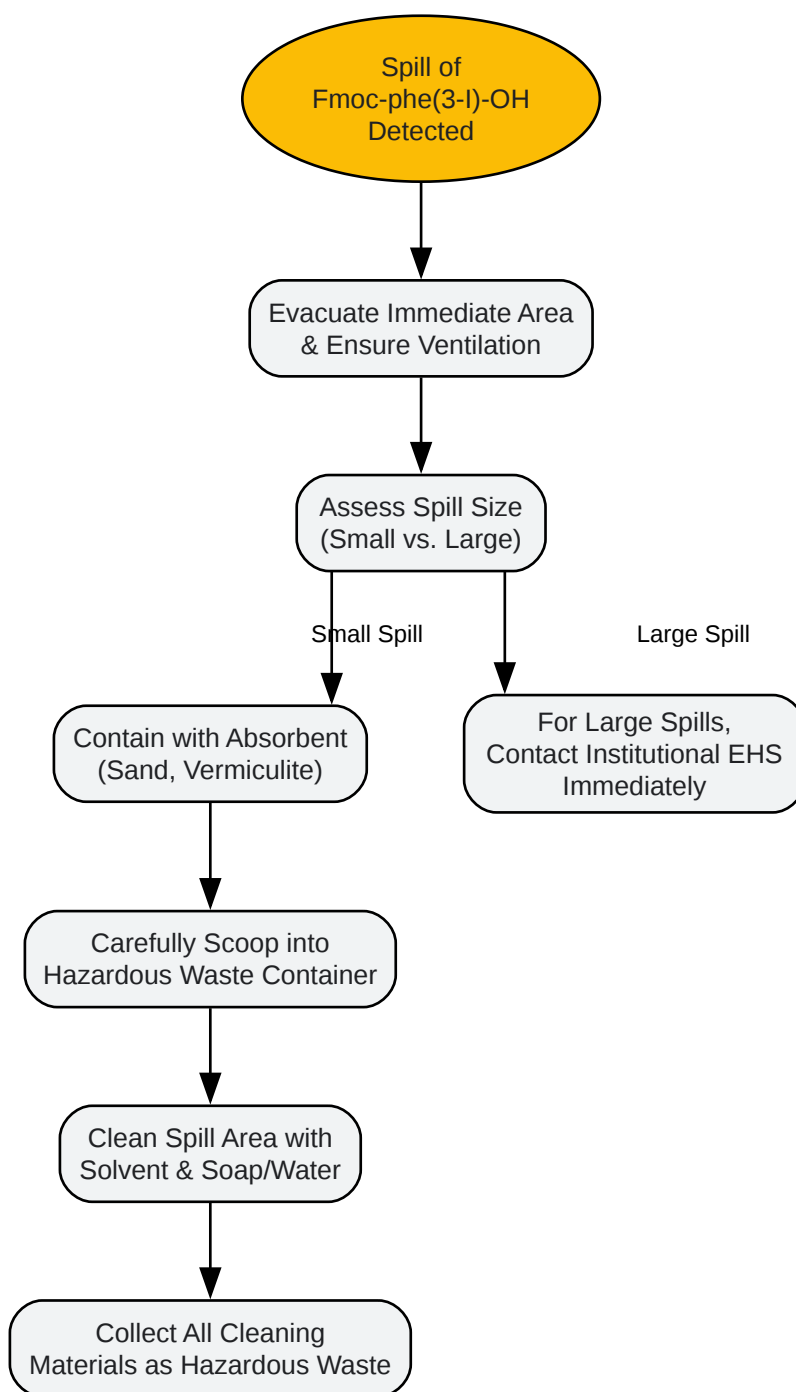 Spill of
Fmoc-phe(3-I)-OH
Detected
Evacuate Immediate Area
& Ensure Ventilation
Assess Spill Size
(Small vs. Large)
Small Spill
Large Spill
Contain with Absorbent
(Sand, Vermiculite)
For Large Spills,
Contact Institutional EHS
Immediately
Carefully Scoop into
Hazardous Waste Container
Clean Spill Area with
Solvent & Soap/Water
Collect All Cleaning
Materials as Hazardous Waste